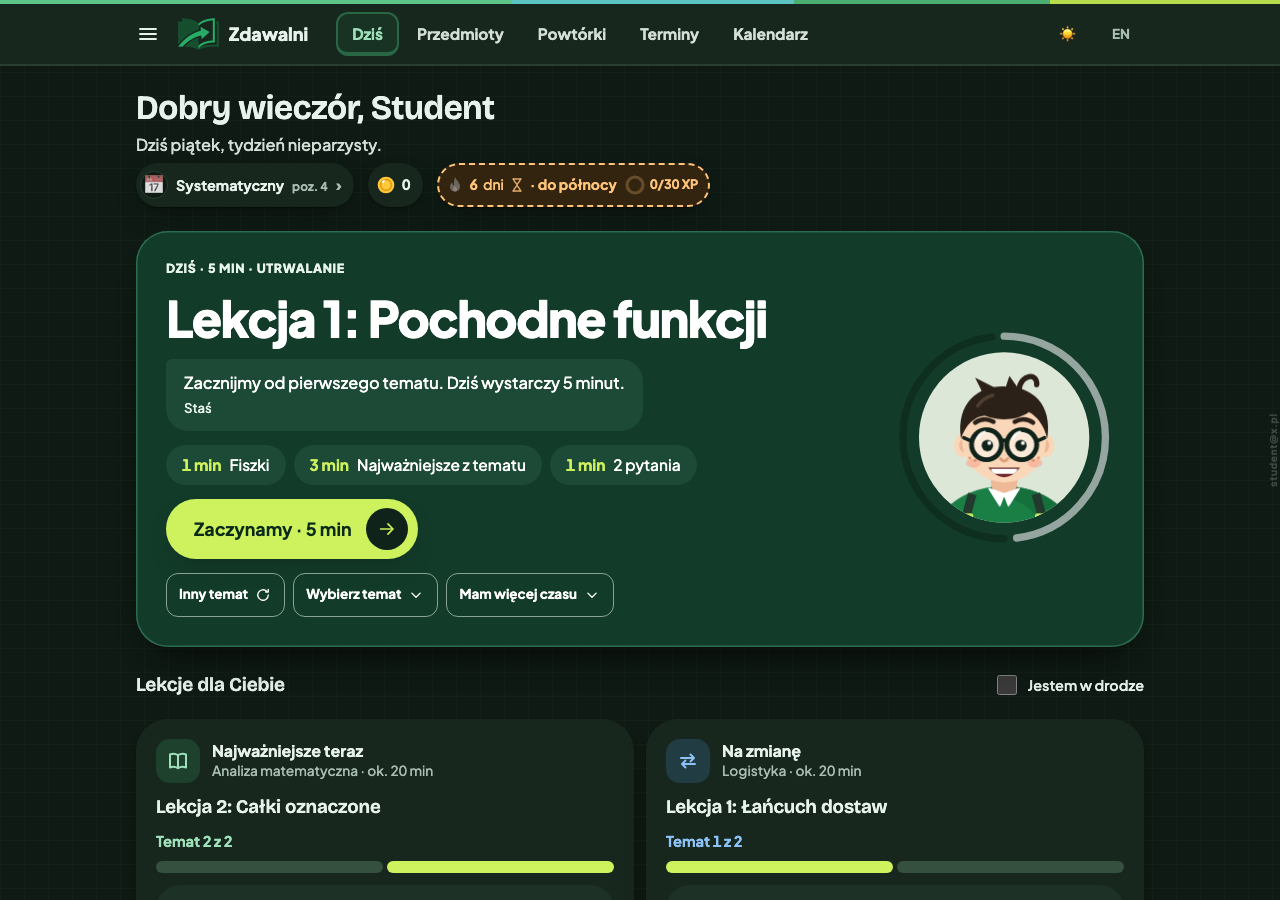 Zdawalni
Dziś
Przedmioty
Powtórki
Terminy
Kalendarz
EN
Dobry wieczór, Student
Dziś piątek, tydzień nieparzysty.
17 Systematyczny poz. 4 ›
0
6 dni · do północy 0/30 XP
DZIŚ · 5 MIN · UTRWALANIE
Lekcja 1: Pochodne funkcji
Zacznijmy od pierwszego tematu. Dziś wystarczy 5 minut.
Staś
1 min Fiszki
3 min Najważniejsze z tematu
1 min 2 pytania
Zaczynamy · 5 min
Inny temat
Wybierz temat
Mam więcej czasu
student@x.pl
Lekcje dla Ciebie
Jestem w drodze
Najważniejsze teraz
Analiza matematyczna · ok. 20 min
Lekcja 2: Całki oznaczone
Temat 2 z 2
Na zmianę
Logistyka · ok. 20 min
Lekcja 1: Łańcuch dostaw
Temat 1 z 2